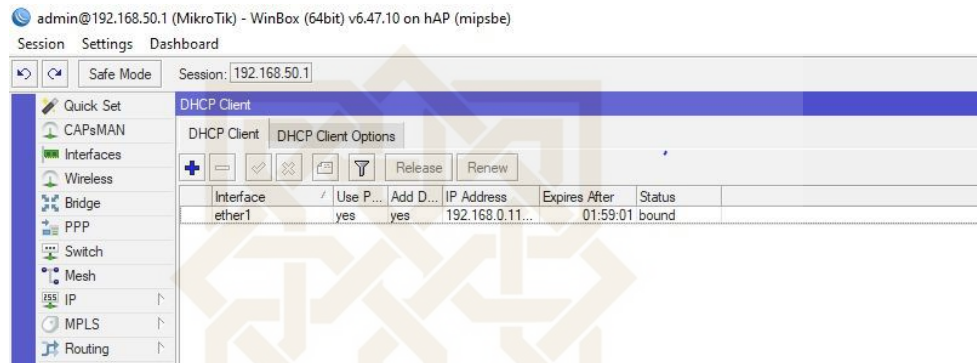 admin@192.168.50.1 (MikroTik) - WinBox (64bit) v6.47.10 on hAP (mipsbe)
Session Settings Dashboard
Safe Mode Session: 192.168.50.1
Quick Set
CAPsMAN
Interfaces
Wireless
Bridge
PPP
Switch
Mesh
255 IP
MPLS
Routing
DHCP Client
DHCP Client DHCP Client Options
Release Renew
Interface Use P... Add D... IP Address Expires After Status
ether1 yes yes 192.168.0.11... 01:59:01 bound